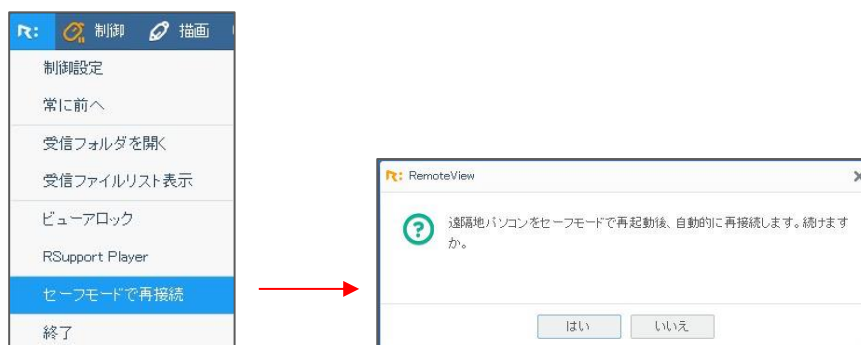 R: 制御 描画
制御設定
常に前へ
受信フォルダを開く
受信ファイルリスト表示
ビューアロック
RSupport Player
セーフモードで再接続
終了
R: RemoteView
遠隔地パソコンをセーフモードで再起動後、自動的に再接続します。続けます
か。
はい いいえ